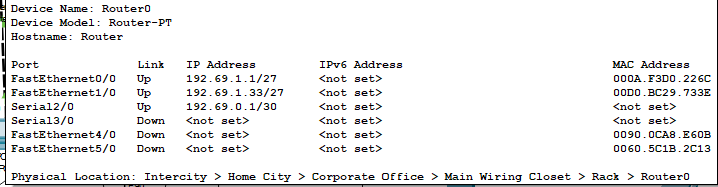 Device Name: Router0
Device Model: Router-PT
Hostname: Router
Port Link IP Address IPv6 Address MAC Address
FastEthernet0/0 Up 192.69.1.1/27 <not set> 000A.F3D0.226C
FastEthernet1/0 Up 192.69.1.33/27 <not set> 00D0.BC29.733E
Serial2/0 Up 192.69.0.1/30 <not set> <not set>
Serial3/0 Down <not set> <not set> <not set>
FastEthernet4/0 Down <not set> <not set> 0090.0CA8.E60B
FastEthernet5/0 Down <not set> <not set> 0060.5C1B.2C13
Physical Location: Intercity > Home City > Corporate Office > Main Wiring Closet > Rack > Router0